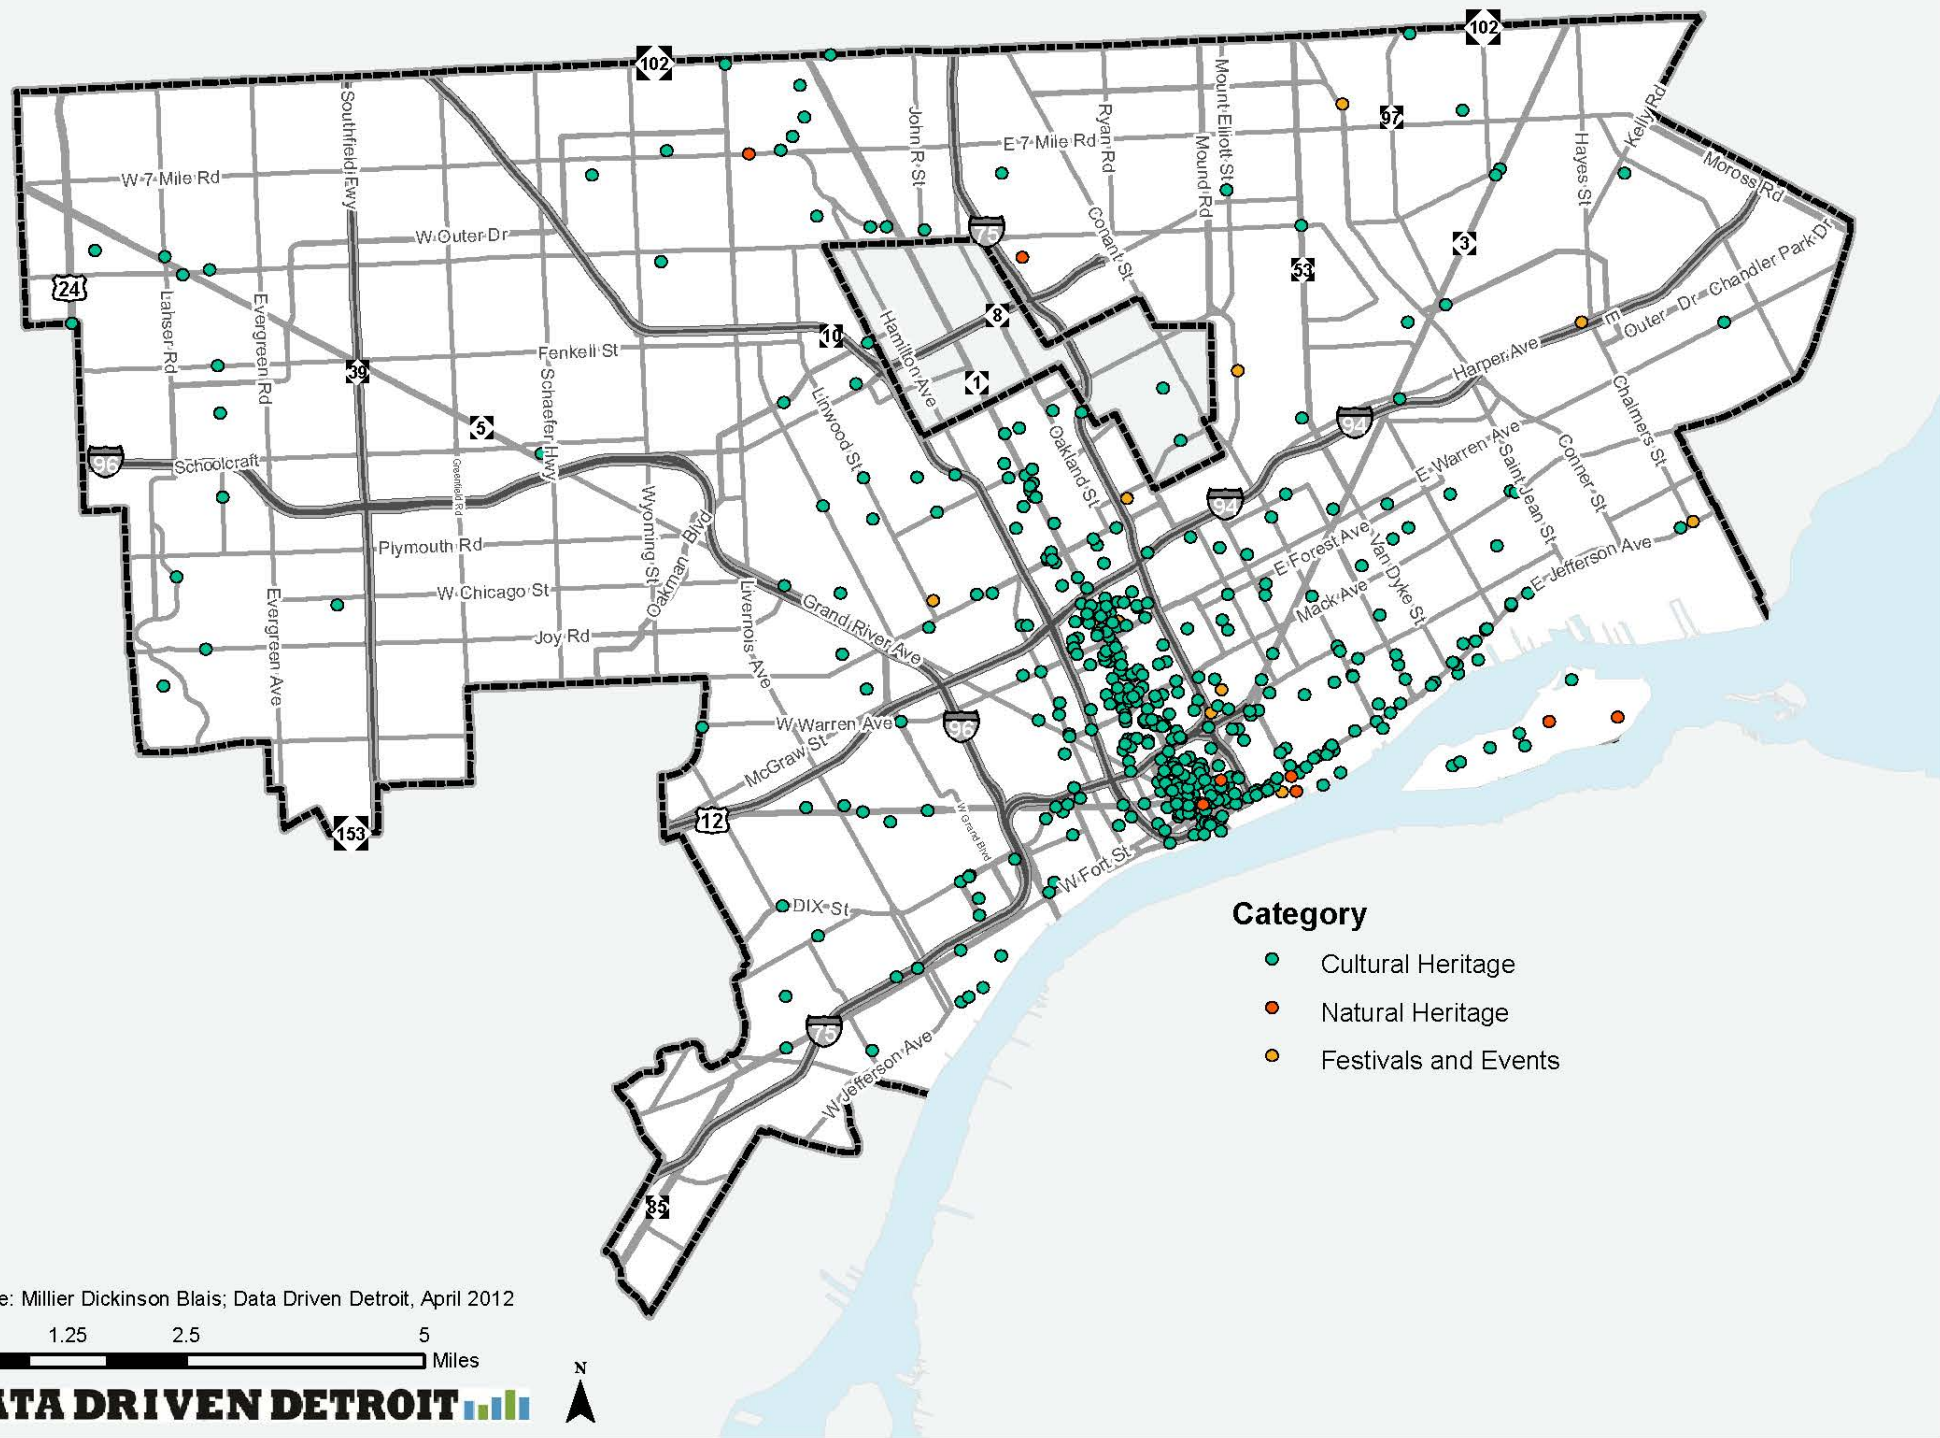 102
102
97
E 7 Mile Rd
W 7 Mile Rd
Southfield Fwy
John R St
Ryan Rd
Mount Elliott St
Mound Rd
Hayes St
Kelly Rd
Moross Rd
W Outer Dr
75
Conant St
3
53
24
Lahser Rd
Evergreen Rd
10
8
Hamilton Ave
E Outer Dr
Chandler Park Dr
Fenkell St
39
1
Harper Ave
Schaefer Hwy
Linwood St
Chalmers St
5
94
96
Schoolcraft
Greenfield Rd
Oakland St
E Warren Ave
Saint Jean St
Conner St
94
Wyoming St
Oakman Blvd
Plymouth Rd
E Forest Ave
Van Dyke St
E Jefferson Ave
W Chicago St
Mack Ave
Evergreen Ave
Livernois Ave
Grand River Ave
Joy Rd
W Warren Ave
96
McGraw St
12
153
W Grand Blvd
W Fort St
DIX St
75
W Jefferson Ave
85
Category
Cultural Heritage
Natural Heritage
Festivals and Events
e: Millier Dickinson Blais; Data Driven Detroit, April 2012
1.25 2.5 5
Miles
N
ATA DRIVEN DETROIT